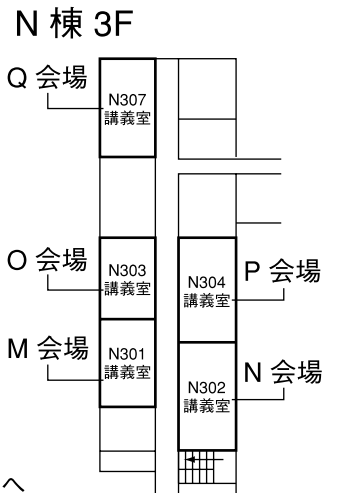 N 棟 3F
Q 会場
N307
講義室
O 会場
N303
講義室
P 会場
N304
講義室
M 会場
N301
講義室
N 会場
N302
講義室
へ